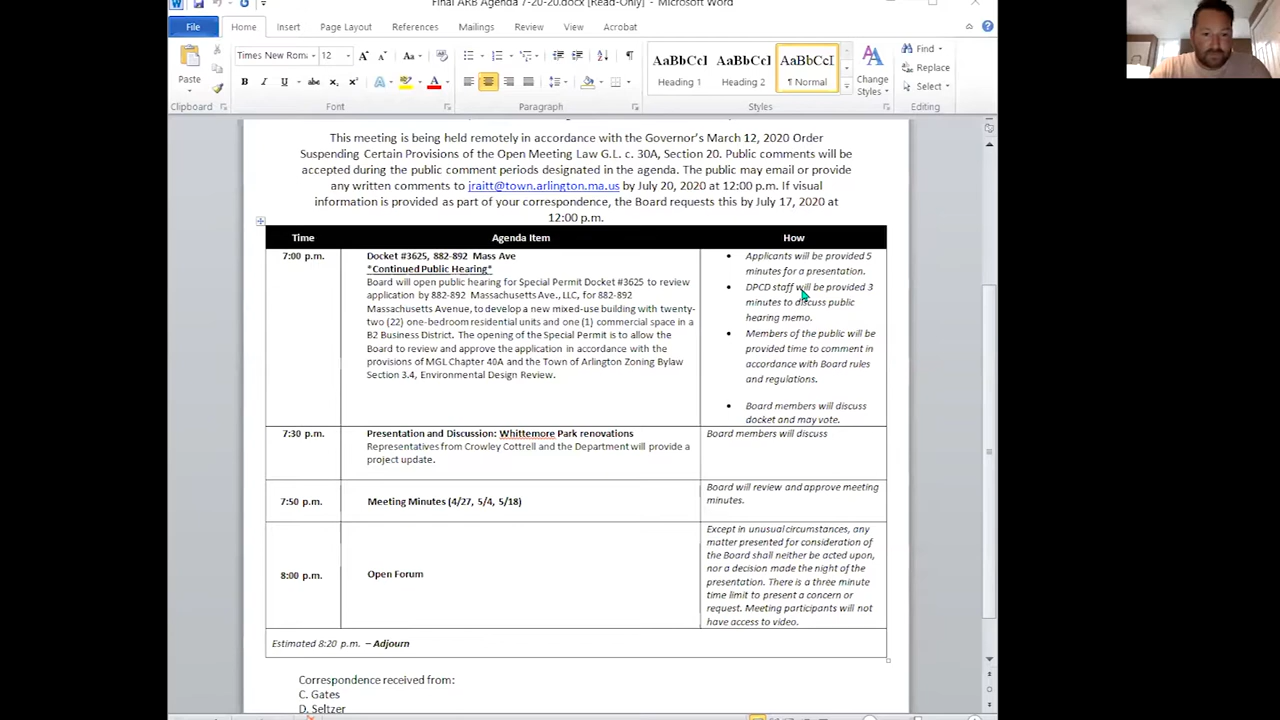 Final ARB Agenda 7-20-20.docx [Read-Only] - Microsoft Word
File Home Insert Page Layout References Mailings Review View Acrobat
Times New Rom 12 Aa
AaBbCcI AaBbCcI AaBbCcI
Find
Replace
Select
Paste
B I U abc
Heading 1 Heading 2 ¶ Normal
Change
Styles
Clipboard Font Paragraph Styles Editing
This meeting is being held remotely in accordance with the Governor's March 12, 2020 Order
Suspending Certain Provisions of the Open Meeting Law G.L. c. 30A, Section 20. Public comments will be
accepted during the public comment periods designated in the agenda. The public may email or provide
any written comments to jraitt@town.arlington.ma.us by July 20, 2020 at 12:00 p.m. If visual
information is provided as part of your correspondence, the Board requests this by July 17, 2020 at
12:00 p.m.
Time Agenda Item How
7:00 p.m.
Docket #3625, 882-892 Mass Ave
*Continued Public Hearing*
Board will open public hearing for Special Permit Docket #3625 to review
application by 882-892 Massachusetts Ave., LLC, for 882-892
Massachusetts Avenue, to develop a new mixed-use building with twenty-
two (22) one-bedroom residential units and one (1) commercial space in a
B2 Business District. The opening of the Special Permit is to allow the
Board to review and approve the application in accordance with the
provisions of MGL Chapter 40A and the Town of Arlington Zoning Bylaw
Section 3.4, Environmental Design Review.
• Applicants will be provided 5
minutes for a presentation.
• DPCD staff will be provided 3
minutes to discuss public
hearing memo.
• Members of the public will be
provided time to comment in
accordance with Board rules
and regulations.
• Board members will discuss
docket and may vote.
7:30 p.m.
Presentation and Discussion: Whittemore Park renovations
Representatives from Crowley Cottrell and the Department will provide a
project update.
Board members will discuss
7:50 p.m.
Meeting Minutes (4/27, 5/4, 5/18)
Board will review and approve meeting
minutes.
8:00 p.m.
Open Forum
Except in unusual circumstances, any
matter presented for consideration of
the Board shall neither be acted upon,
nor a decision made the night of the
presentation. There is a three minute
time limit to present a concern or
request. Meeting participants will not
have access to video.
Estimated 8:20 p.m. – Adjourn
Correspondence received from:
C. Gates
D. Seltzer